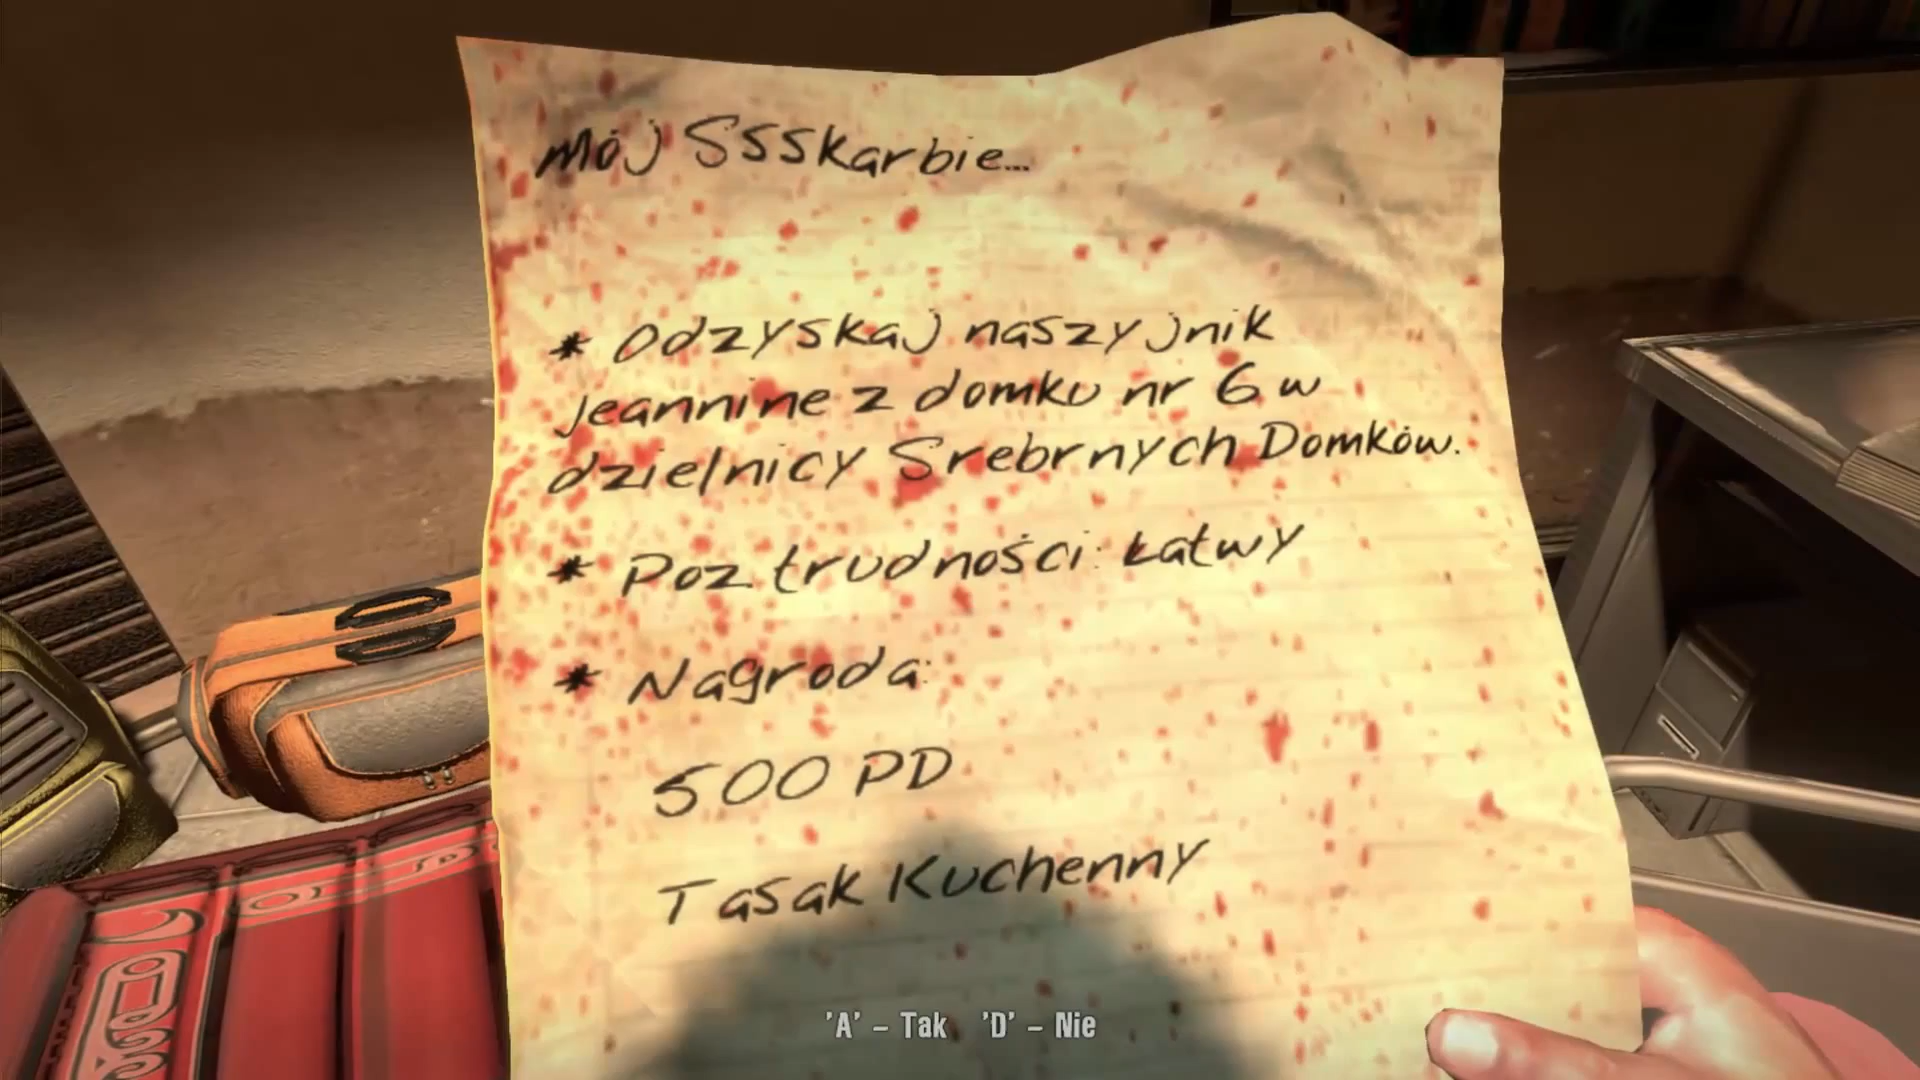 Mój Ssskarbie...
* Odzyskaj naszyjnik
Jeannine z domku nr 6 w
dzielnicy Srebrnych Domków.
* Poz trudności: Łatwy
* Nagroda:
500 PD
Tasak Kuchenny
'A' – Tak 'D' – Nie